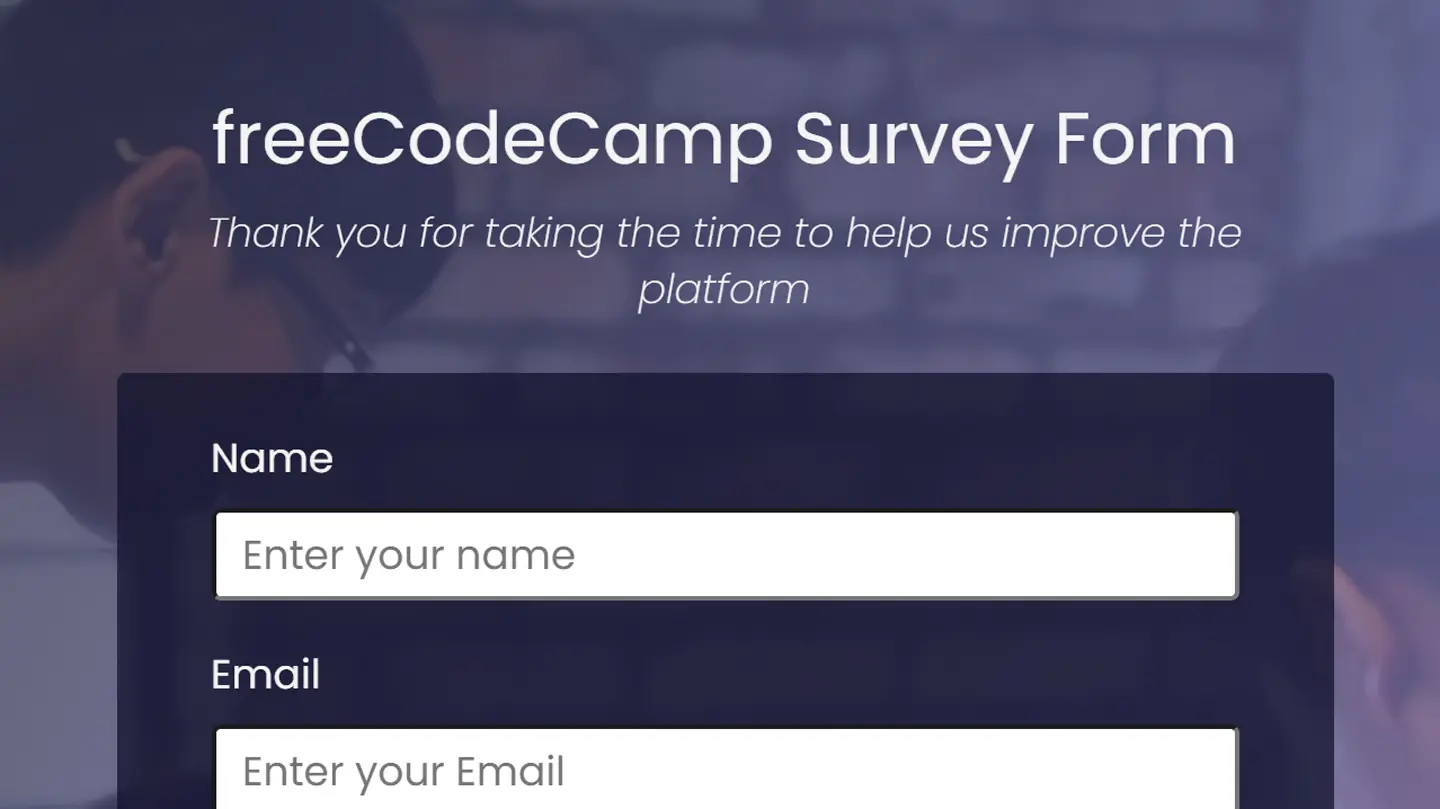 freeCodeCamp Survey Form
Thank you for taking the time to help us improve the
platform
Name
Enter your name
Email
Enter your Email